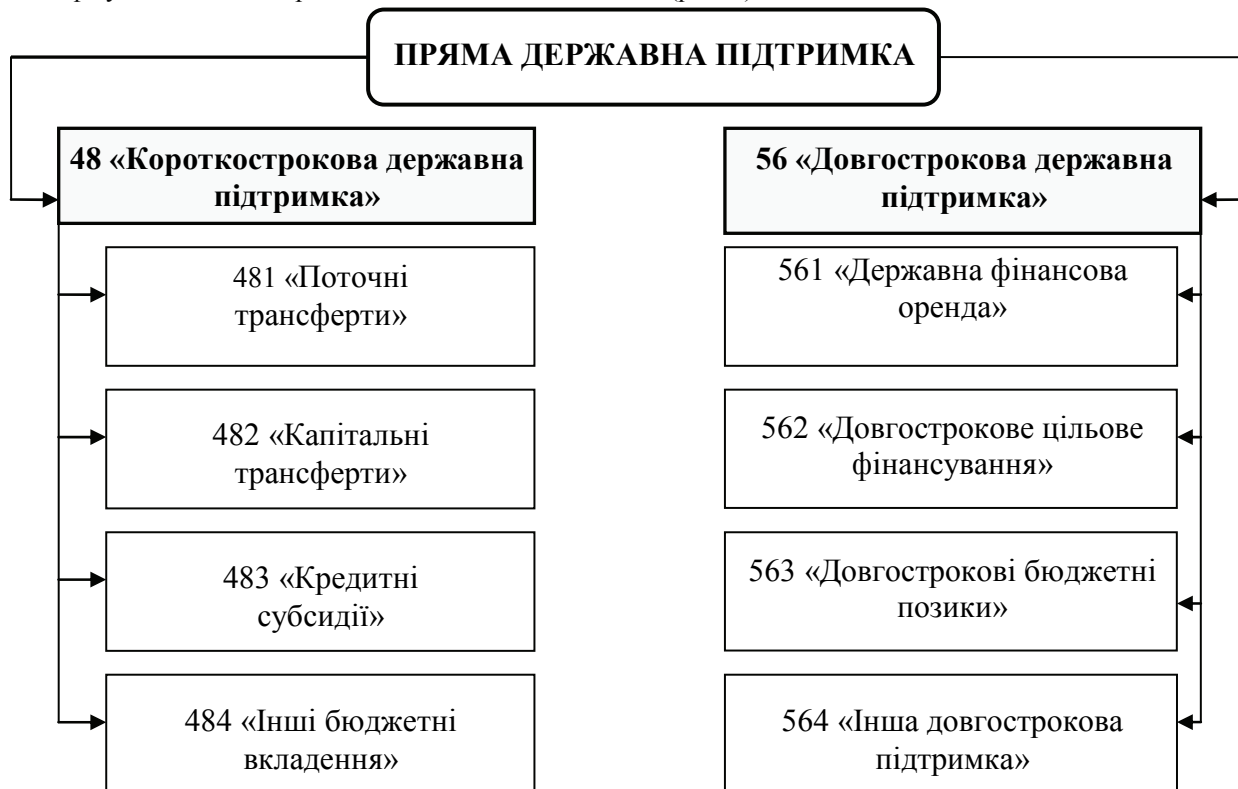 ПРЯМА ДЕРЖАВНА ПІДТРИМКА
48 «Короткострокова державна
підтримка»
481 «Поточні
трансферти»
482 «Капітальні
трансферти»
483 «Кредитні
субсидії»
484 «Інші бюджетні
вкладення»
56 «Довгострокова державна
підтримка»
561 «Державна фінансова
оренда»
562 «Довгострокове цільове
фінансування»
563 «Довгострокові бюджетні
позики»
564 «Інша довгострокова
підтримка»